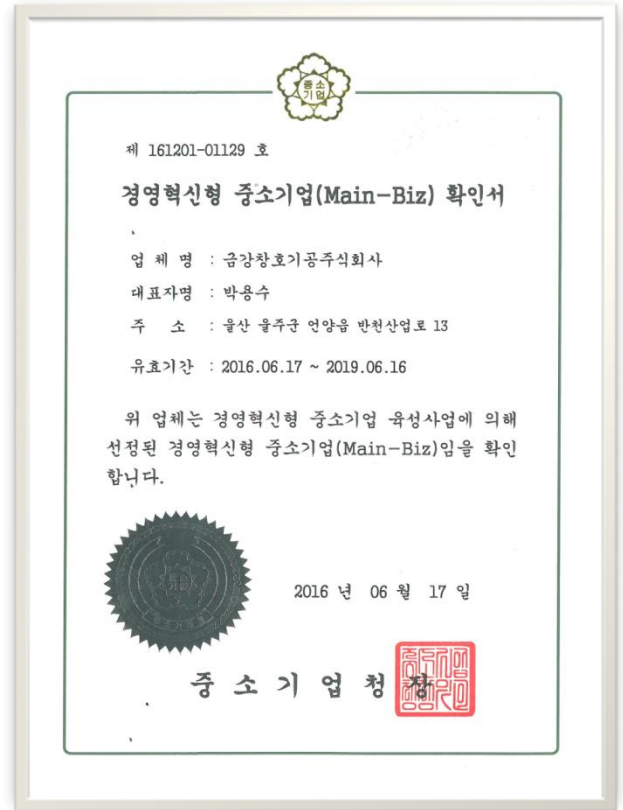 중소
기업
제 161201-01129 호
경영혁신형 중소기업(Main-Biz) 확인서
업 체 명 : 금강창호기공주식회사
대표자명 : 박용수
주 소 : 울산 울주군 언양읍 반천산업로 13
유효기간 : 2016.06.17 ~ 2019.06.16
위 업체는 경영혁신형 중소기업 육성사업에 의해
선정된 경영혁신형 중소기업(Main-Biz)임을 확인
합니다.
중소
기업
2016 년 06 월 17 일
중 소 기 업 청 장